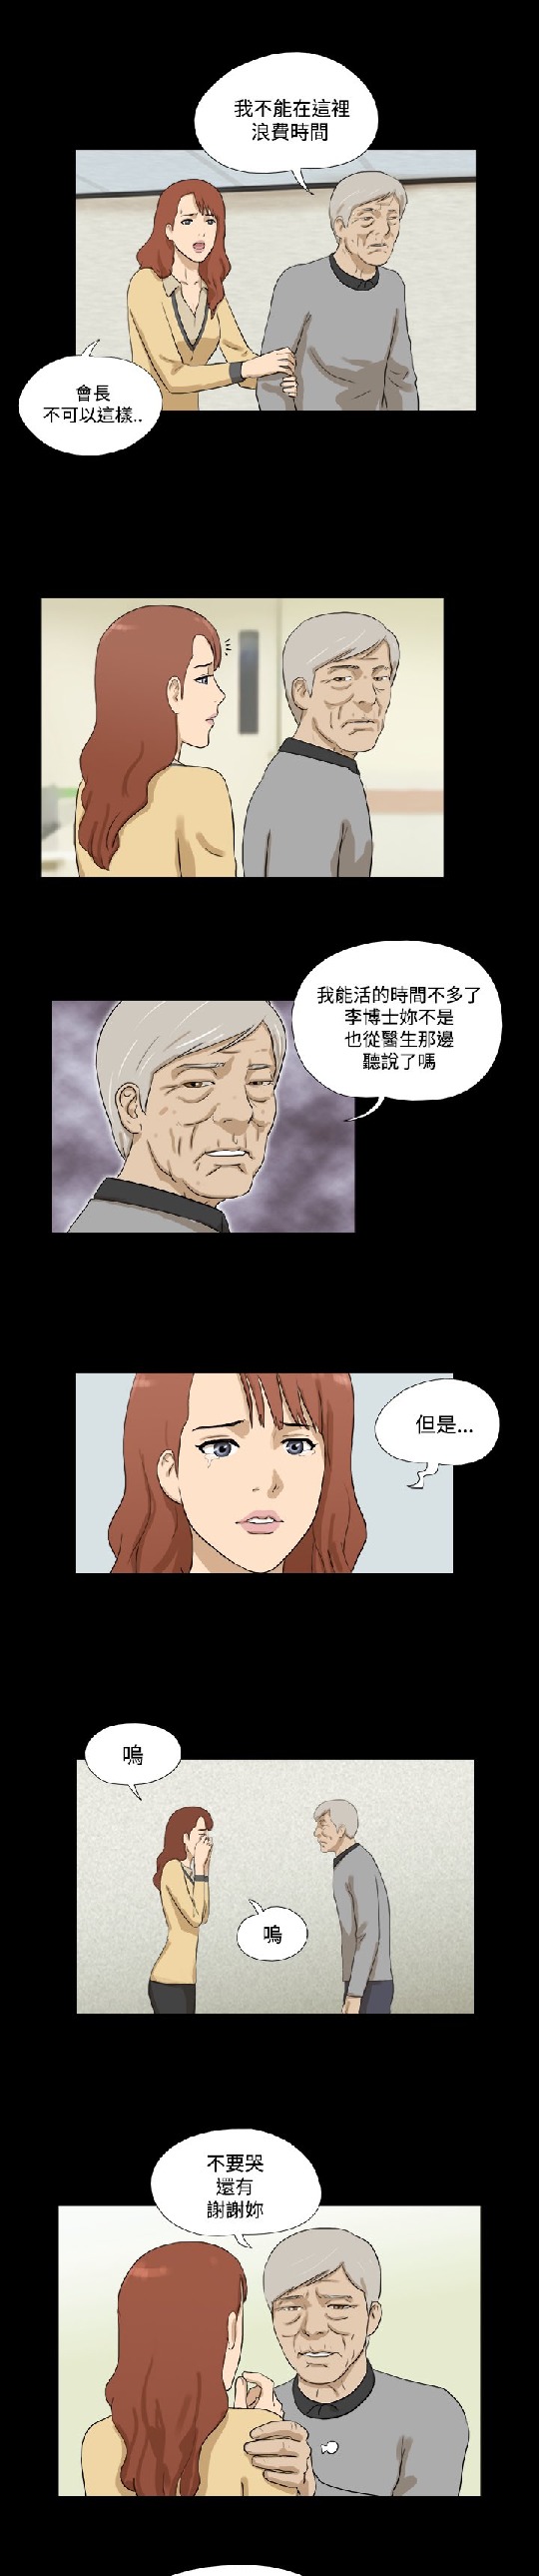 我不能在這裡
浪費時間
會長
不可以這樣..
我能活的時間不多了
李博士妳不是
也從醫生那邊
聽說了嗎
但是...
嗚
嗚
不要哭
還有
謝謝妳